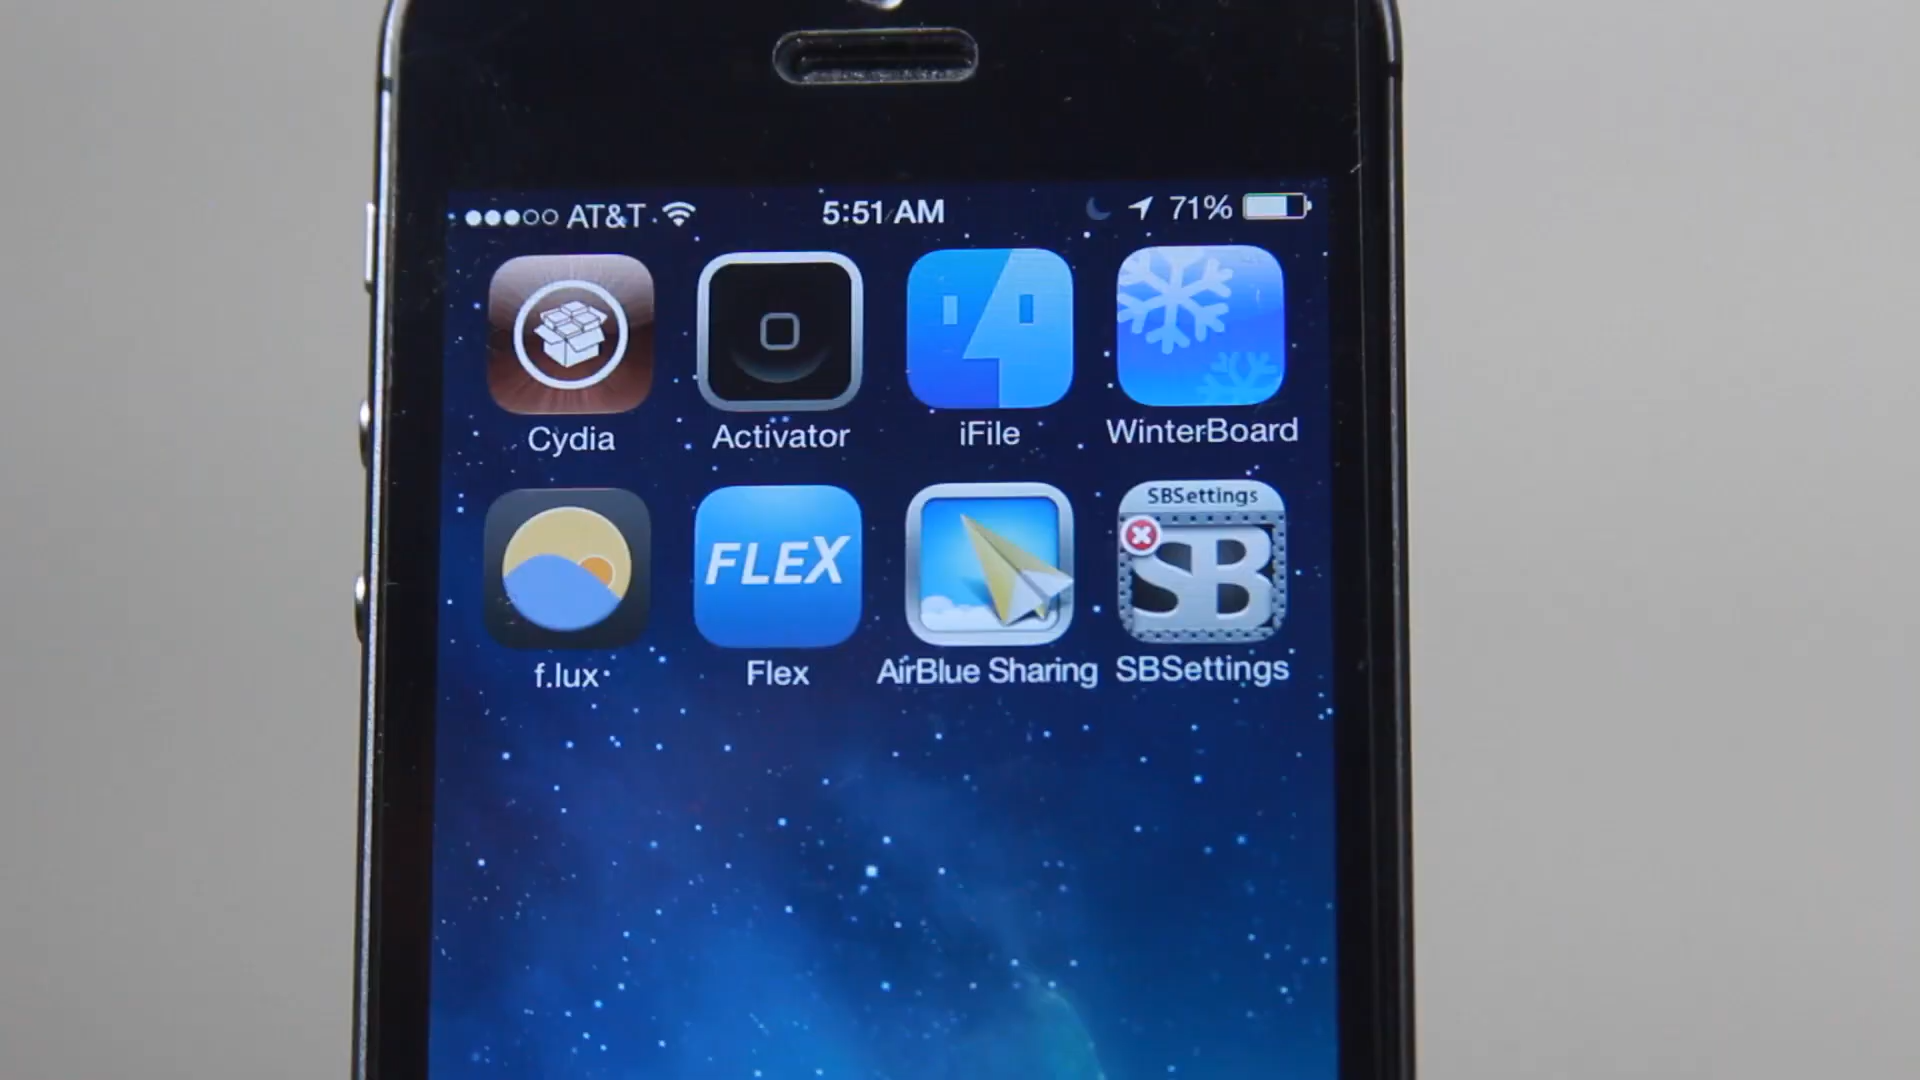 AT&T 5:51 AM 71%
Cydia Activator iFile WinterBoard
FLEX SBSettings
SB
f.lux Flex AirBlue Sharing SBSettings